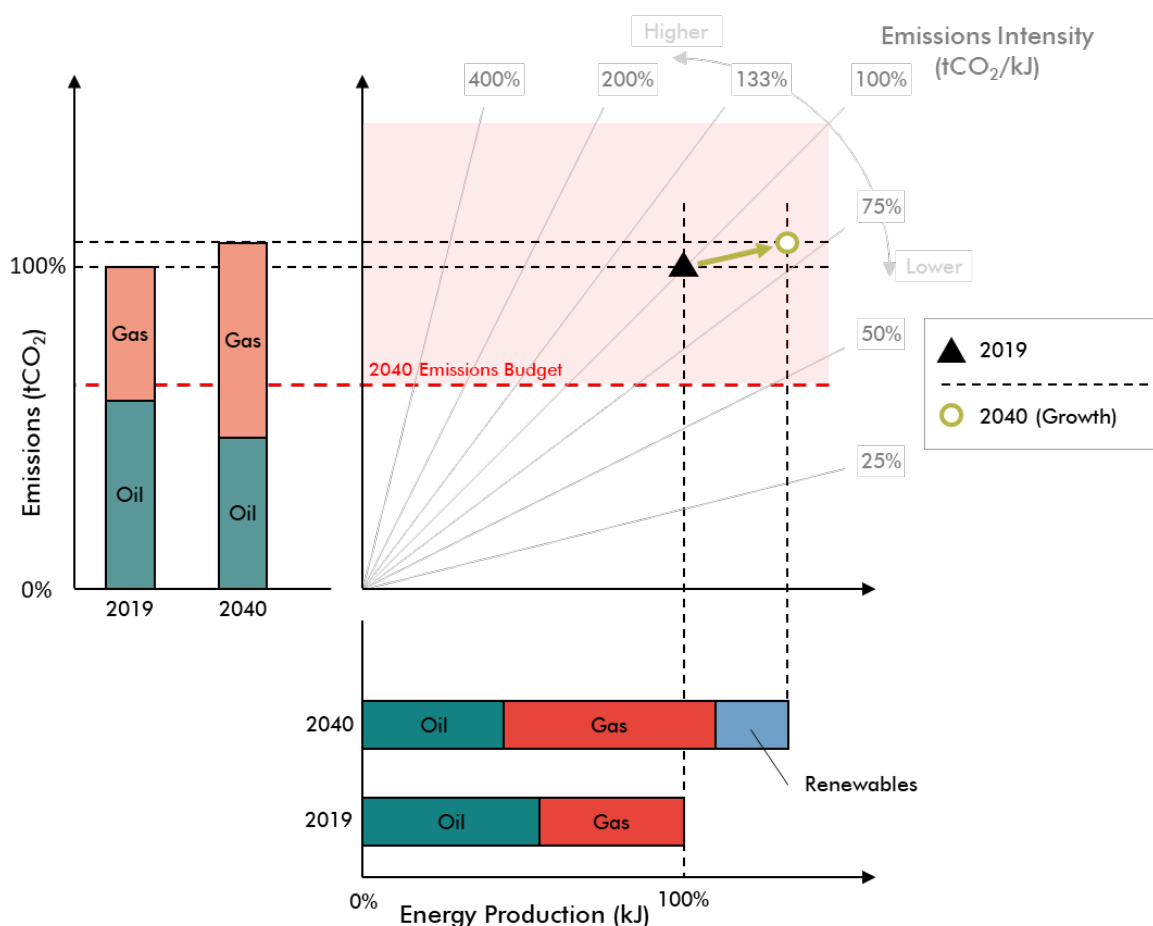 Higher
Emissions Intensity
(tCO₂/kJ)
400%
200%
133%
100%
75%
Lower
50%
25%
100%
0%
Emissions (tCO₂)
Gas
Oil
Gas
Oil
2019
2040
2040 Emissions Budget
2019
2040 (Growth)
2040
Oil
Gas
Renewables
2019
Oil
Gas
0%
100%
Energy Production (kJ)